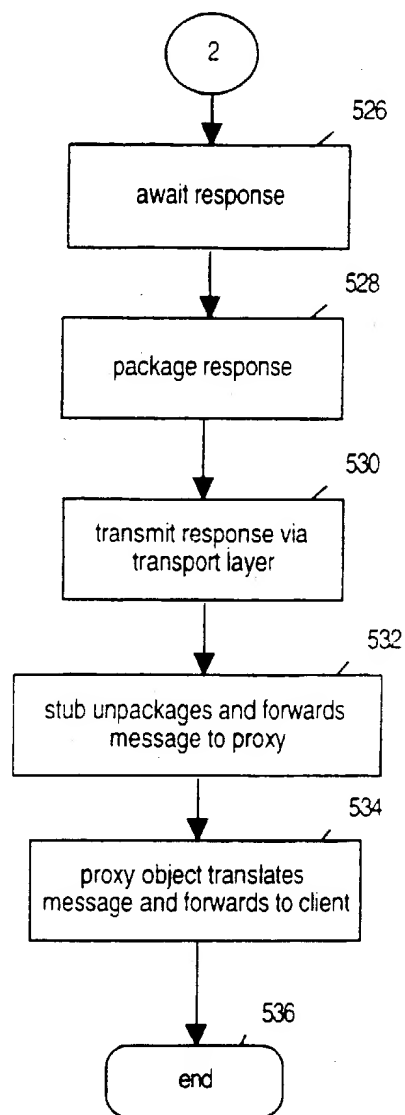 2
526
await response
528
package response
530
transmit response via
transport layer
532
stub unpackages and forwards
message to proxy
534
proxy object translates
message and forwards to client
536
end